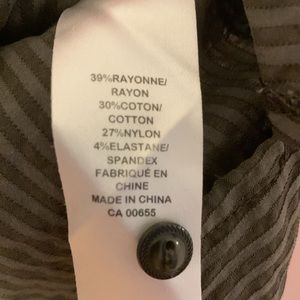 39%RAYONNE/
RAYON
30%COTON/
COTTON
27%NYLON
4%ELASTANE/
SPANDEX
FABRIQUÉ EN
CHINE
MADE IN CHINA
CA 00655